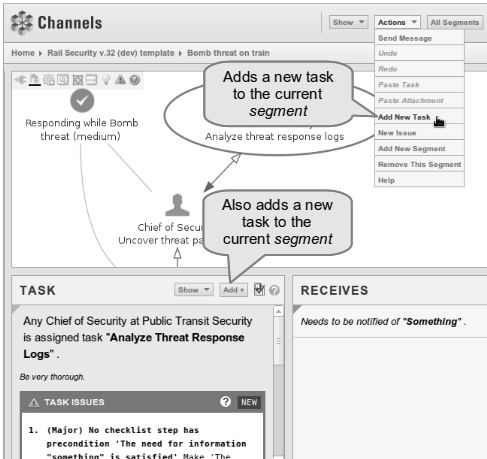 Channels
Show
Actions
All Segments
Home
Rail Security v.32 (dev) template
Bomb threat on train
Send Message
Undo
Redo
Paste Task
Paste Attachment
Add New Task
New Issue
Add New Segment
Remove This Segment
Help
Adds a new task
to the current
segment
Responding while Bomb
threat (medium)
Analyze threat response logs
Chief of Secu
Uncover threat pa
Also adds a new
task to the
current segment
TASK
Show
Add +
Any Chief of Security at Public Transit Security
is assigned task "Analyze Threat Response
Logs" .
Be very thorough.
TASK ISSUES
NEW
1. (Major) No checklist step has
precondition 'The need for information
"something" is satisfied' Make 'The
RECEIVES
Needs to be notified of "Something" .